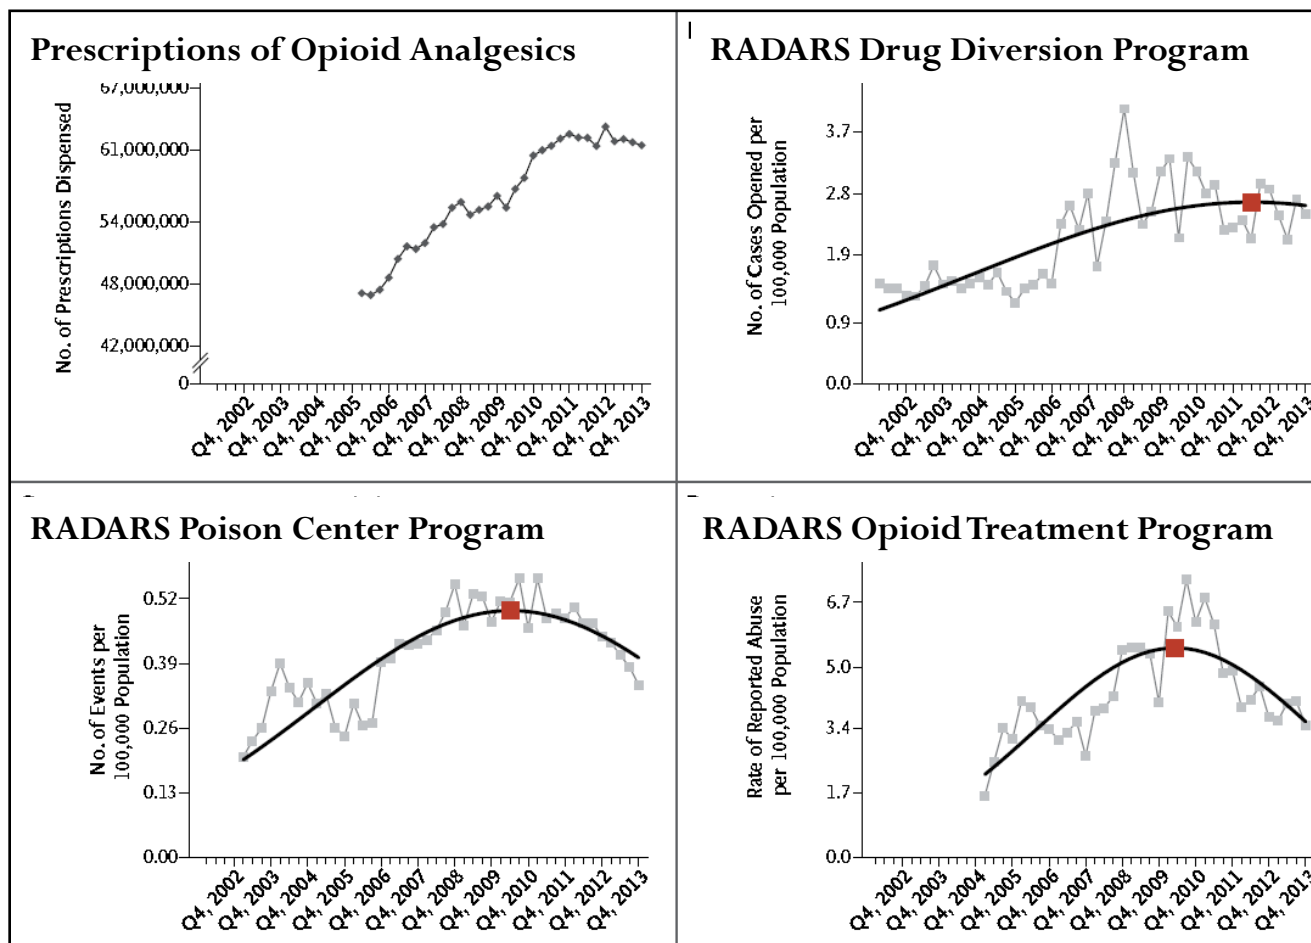 Prescriptions of Opioid Analgesics
No. of Prescriptions Dispensed
67,000,000
61,000,000
54,000,000
48,000,000
42,000,000
0
Q4, 2002
Q4, 2003
Q4, 2004
Q4, 2005
Q4, 2006
Q4, 2007
Q4, 2008
Q4, 2009
Q4, 2010
Q4, 2011
Q4, 2012
Q4, 2013
RADARS Drug Diversion Program
No. of Cases Opened per
100,000 Population
3.7
2.8
1.9
0.9
0.0
Q4, 2002
Q4, 2003
Q4, 2004
Q4, 2005
Q4, 2006
Q4, 2007
Q4, 2008
Q4, 2009
Q4, 2010
Q4, 2011
Q4, 2012
Q4, 2013
RADARS Poison Center Program
No. of Events per
100,000 Population
0.52
0.39
0.26
0.13
0.00
Q4, 2002
Q4, 2003
Q4, 2004
Q4, 2005
Q4, 2006
Q4, 2007
Q4, 2008
Q4, 2009
Q4, 2010
Q4, 2011
Q4, 2012
Q4, 2013
RADARS Opioid Treatment Program
Rate of Reported Abuse
per 100,000 Population
6.7
5.0
3.4
1.7
0.0
Q4, 2002
Q4, 2003
Q4, 2004
Q4, 2005
Q4, 2006
Q4, 2007
Q4, 2008
Q4, 2009
Q4, 2010
Q4, 2011
Q4, 2012
Q4, 2013